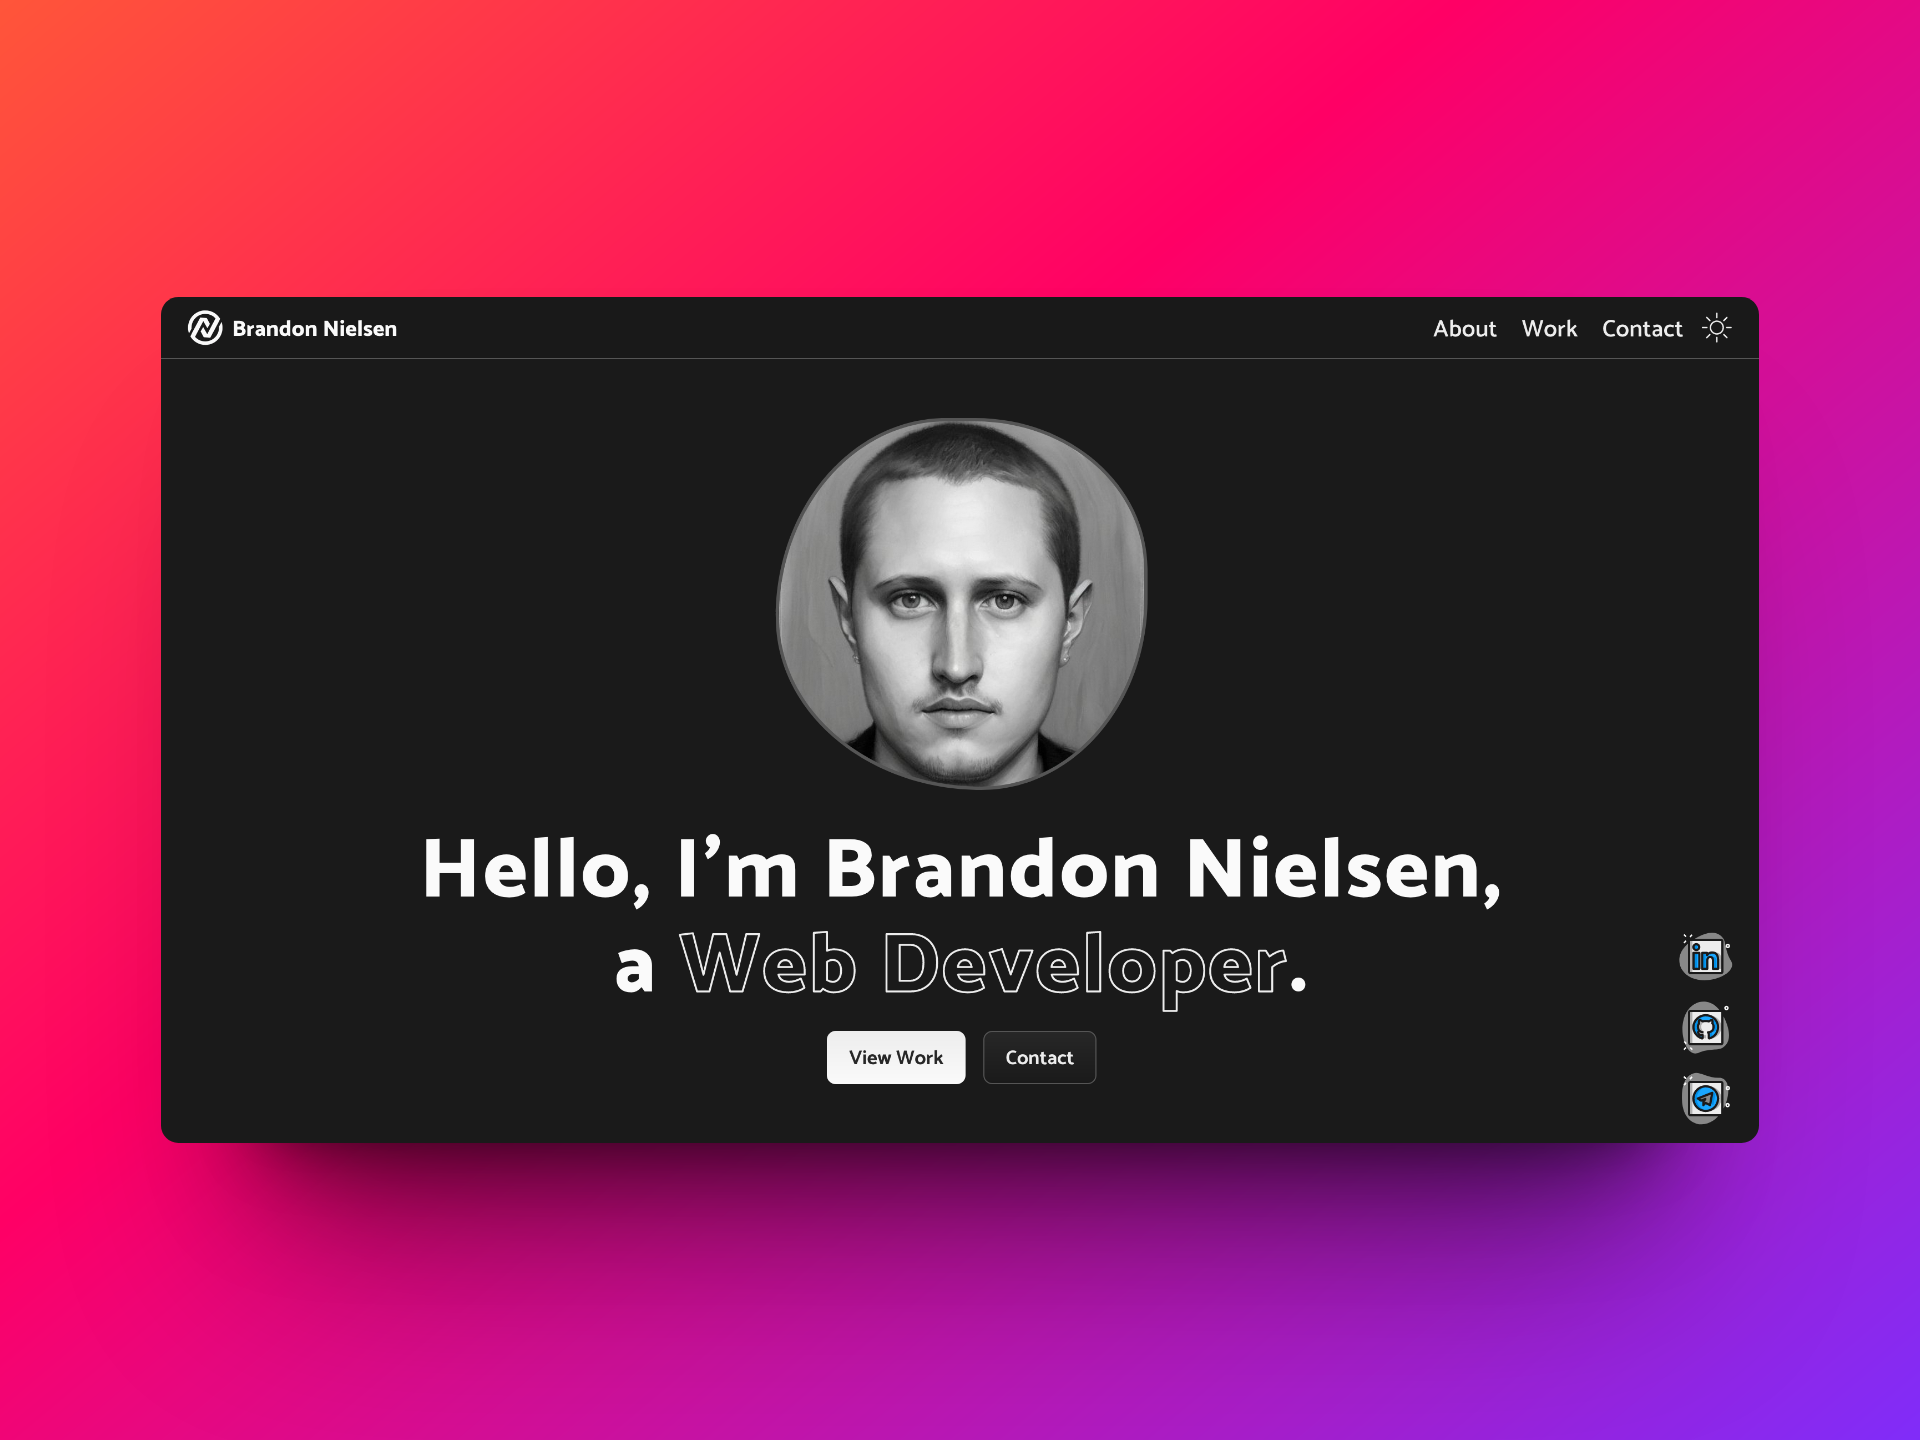 Brandon Nielsen
About Work Contact
Hello, I’m Brandon Nielsen,
a Web Developer.
View Work Contact
in